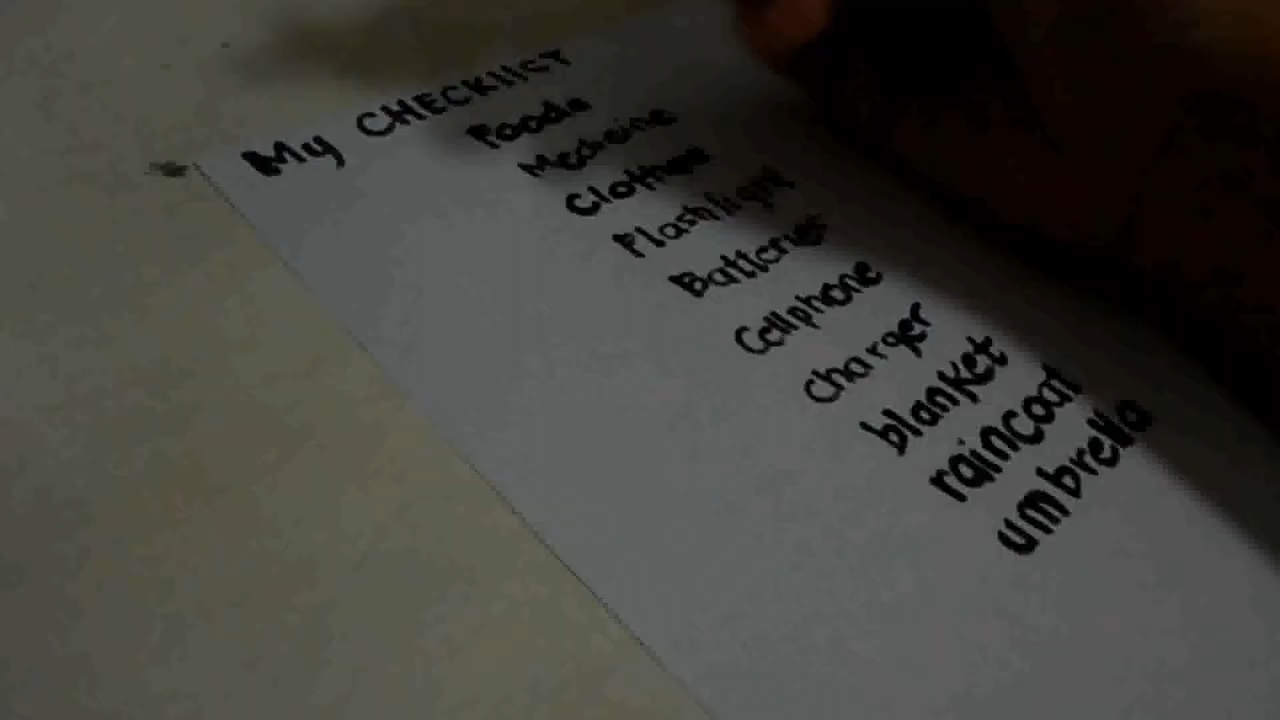 My CHECKLIST
Foods
Medicine
Clothes
Flashlight
Batteries
Cellphone
Charger
blanket
raincoat
umbrella